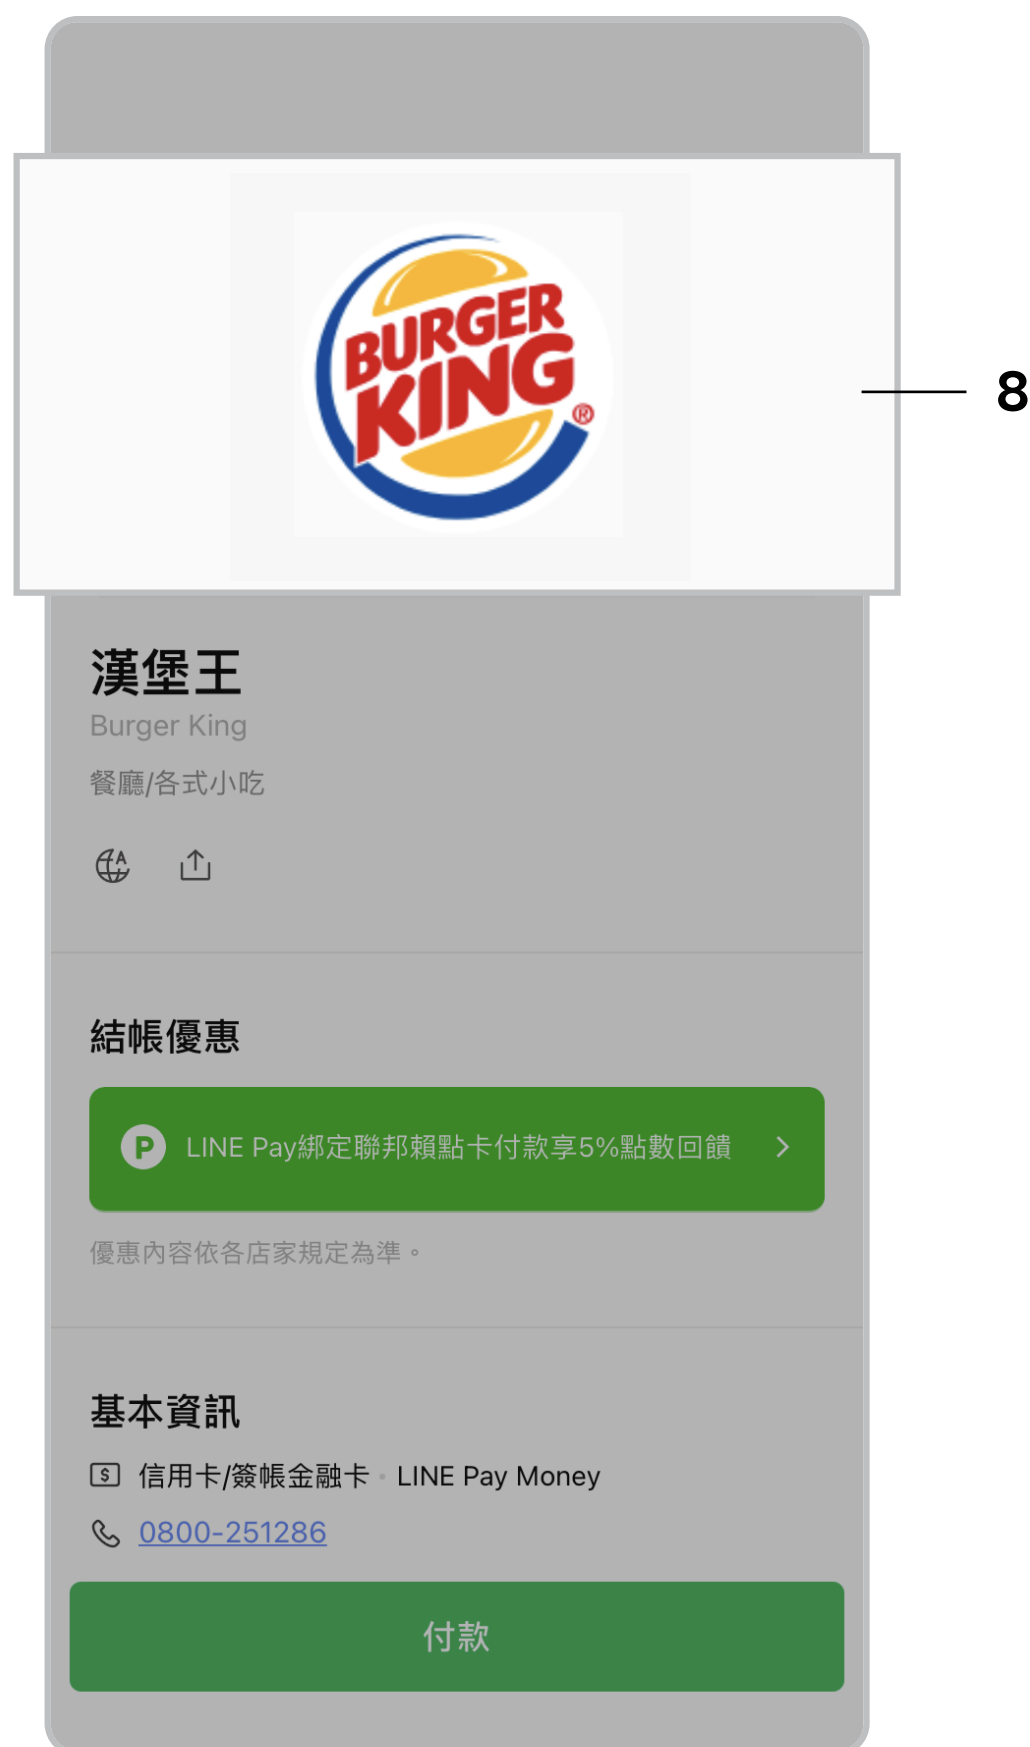 BURGER
KING®
8
漢堡王
Burger King
餐廳/各式小吃
A
結帳優惠
P LINE Pay綁定聯邦賴點卡付款享5%點數回饋
優惠內容依各店家規定為準。
基本資訊
$ 信用卡/簽帳金融卡 • LINE Pay Money
0800-251286
付款